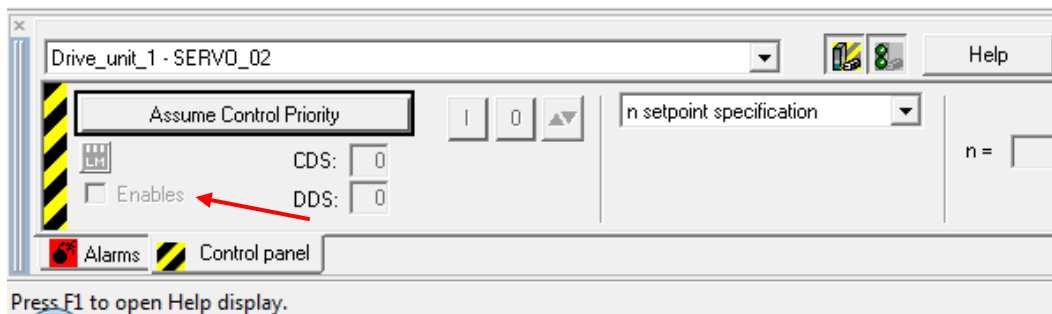 Drive_unit_1 - SERVO_02
Help
Assume Control Priority
I
0
n setpoint specification
n =
LM
CDS: 0
Enables
DDS: 0
Alarms
Control panel
Press F1 to open Help display.